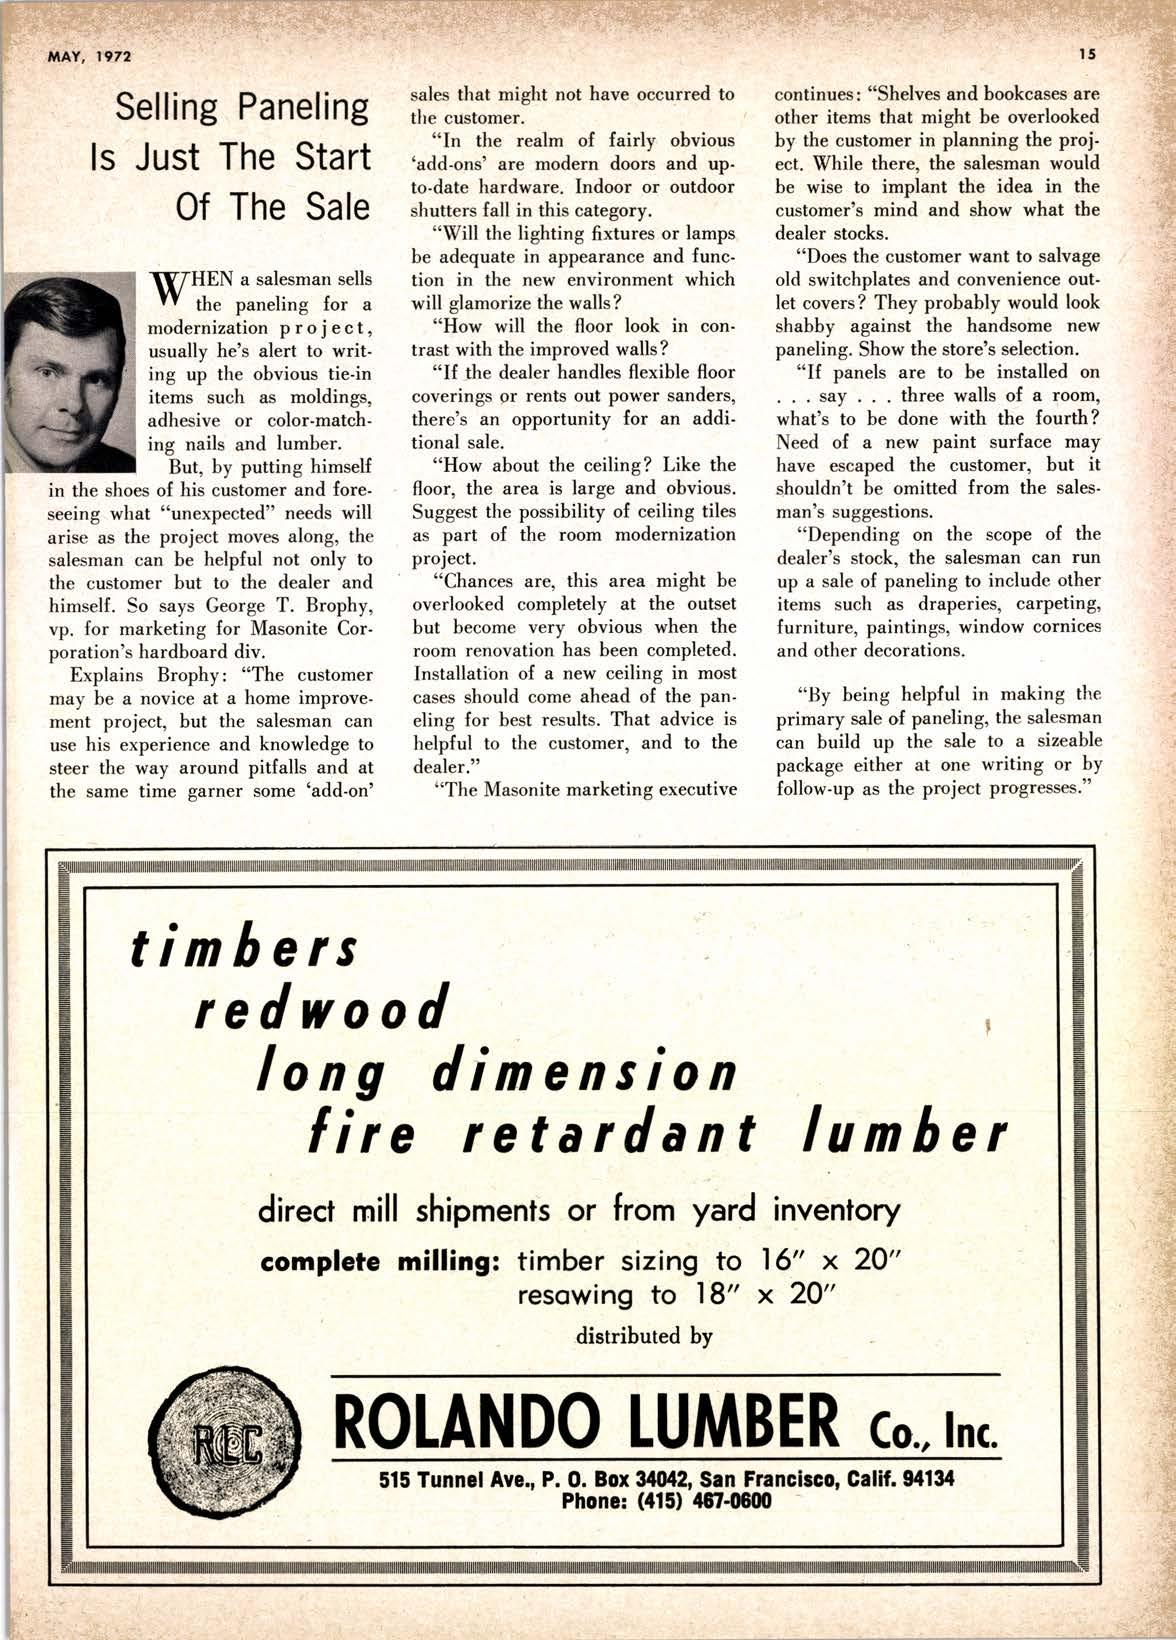 MAY, 1972
15
Selling Paneling
Is Just The Start
Of The Sale
WHEN a salesman sells
the paneling for a
modernization project,
usually he's alert to writ-
ing up the obvious tie-in
items such as moldings,
adhesive or color-match-
ing nails and lumber.
But, by putting himself
in the shoes of his customer and fore-
seeing what "unexpected" needs will
arise as the project moves along, the
salesman can be helpful not only to
the customer but to the dealer and
himself. So says George T. Brophy,
vp. for marketing for Masonite Cor-
poration's hardboard div.
Explains Brophy: "The customer
may be a novice at a home improve-
ment project, but the salesman can
use his experience and knowledge to
steer the way around pitfalls and at
the same time garner some 'add-on'
sales that might not have occurred to
the customer.
"In the realm of fairly obvious
'add-ons' are modern doors and up-
to-date hardware. Indoor or outdoor
shutters fall in this category.
"Will the lighting fixtures or lamps
be adequate in appearance and func-
tion in the new environment which
will glamorize the walls?
"How will the floor look in con-
trast with the improved walls?
"If the dealer handles flexible floor
coverings or rents out power sanders,
there's an opportunity for an addi-
tional sale.
"How about the ceiling? Like the
floor, the area is large and obvious.
Suggest the possibility of ceiling tiles
as part of the room modernization
project.
"Chances are, this area might be
overlooked completely at the outset
but become very obvious when the
room renovation has been completed.
Installation of a new ceiling in most
cases should come ahead of the pan-
eling for best results. That advice is
helpful to the customer, and to the
dealer."
"The Masonite marketing executive
continues: "Shelves and bookcases are
other items that might be overlooked
by the customer in planning the proj-
ect. While there, the salesman would
be wise to implant the idea in the
customer's mind and show what the
dealer stocks.
"Does the customer want to salvage
old switchplates and convenience out-
let covers? They probably would look
shabby against the handsome new
paneling. Show the store's selection.
"If panels are to be installed on
. . . say . . . three walls of a room,
what's to be done with the fourth?
Need of a new paint surface may
have escaped the customer, but it
shouldn't be omitted from the sales-
man's suggestions.
"Depending on the scope of the
dealer's stock, the salesman can run
up a sale of paneling to include other
items such as draperies, carpeting,
furniture, paintings, window cornices
and other decorations.
"By being helpful in making the
primary sale of paneling, the salesman
can build up the sale to a sizeable
package either at one writing or by
follow-up as the project progresses."
timbers
redwood
long dimension
fire retardant lumber
direct mill shipments or from yard inventory
complete milling: timber sizing to 16" x 20"
resawing to 18" x 20"
distributed by
RLC
ROLANDO LUMBER Co., Inc.
515 Tunnel Ave., P. O. Box 34042, San Francisco, Calif. 94134
Phone: (415) 467-0600